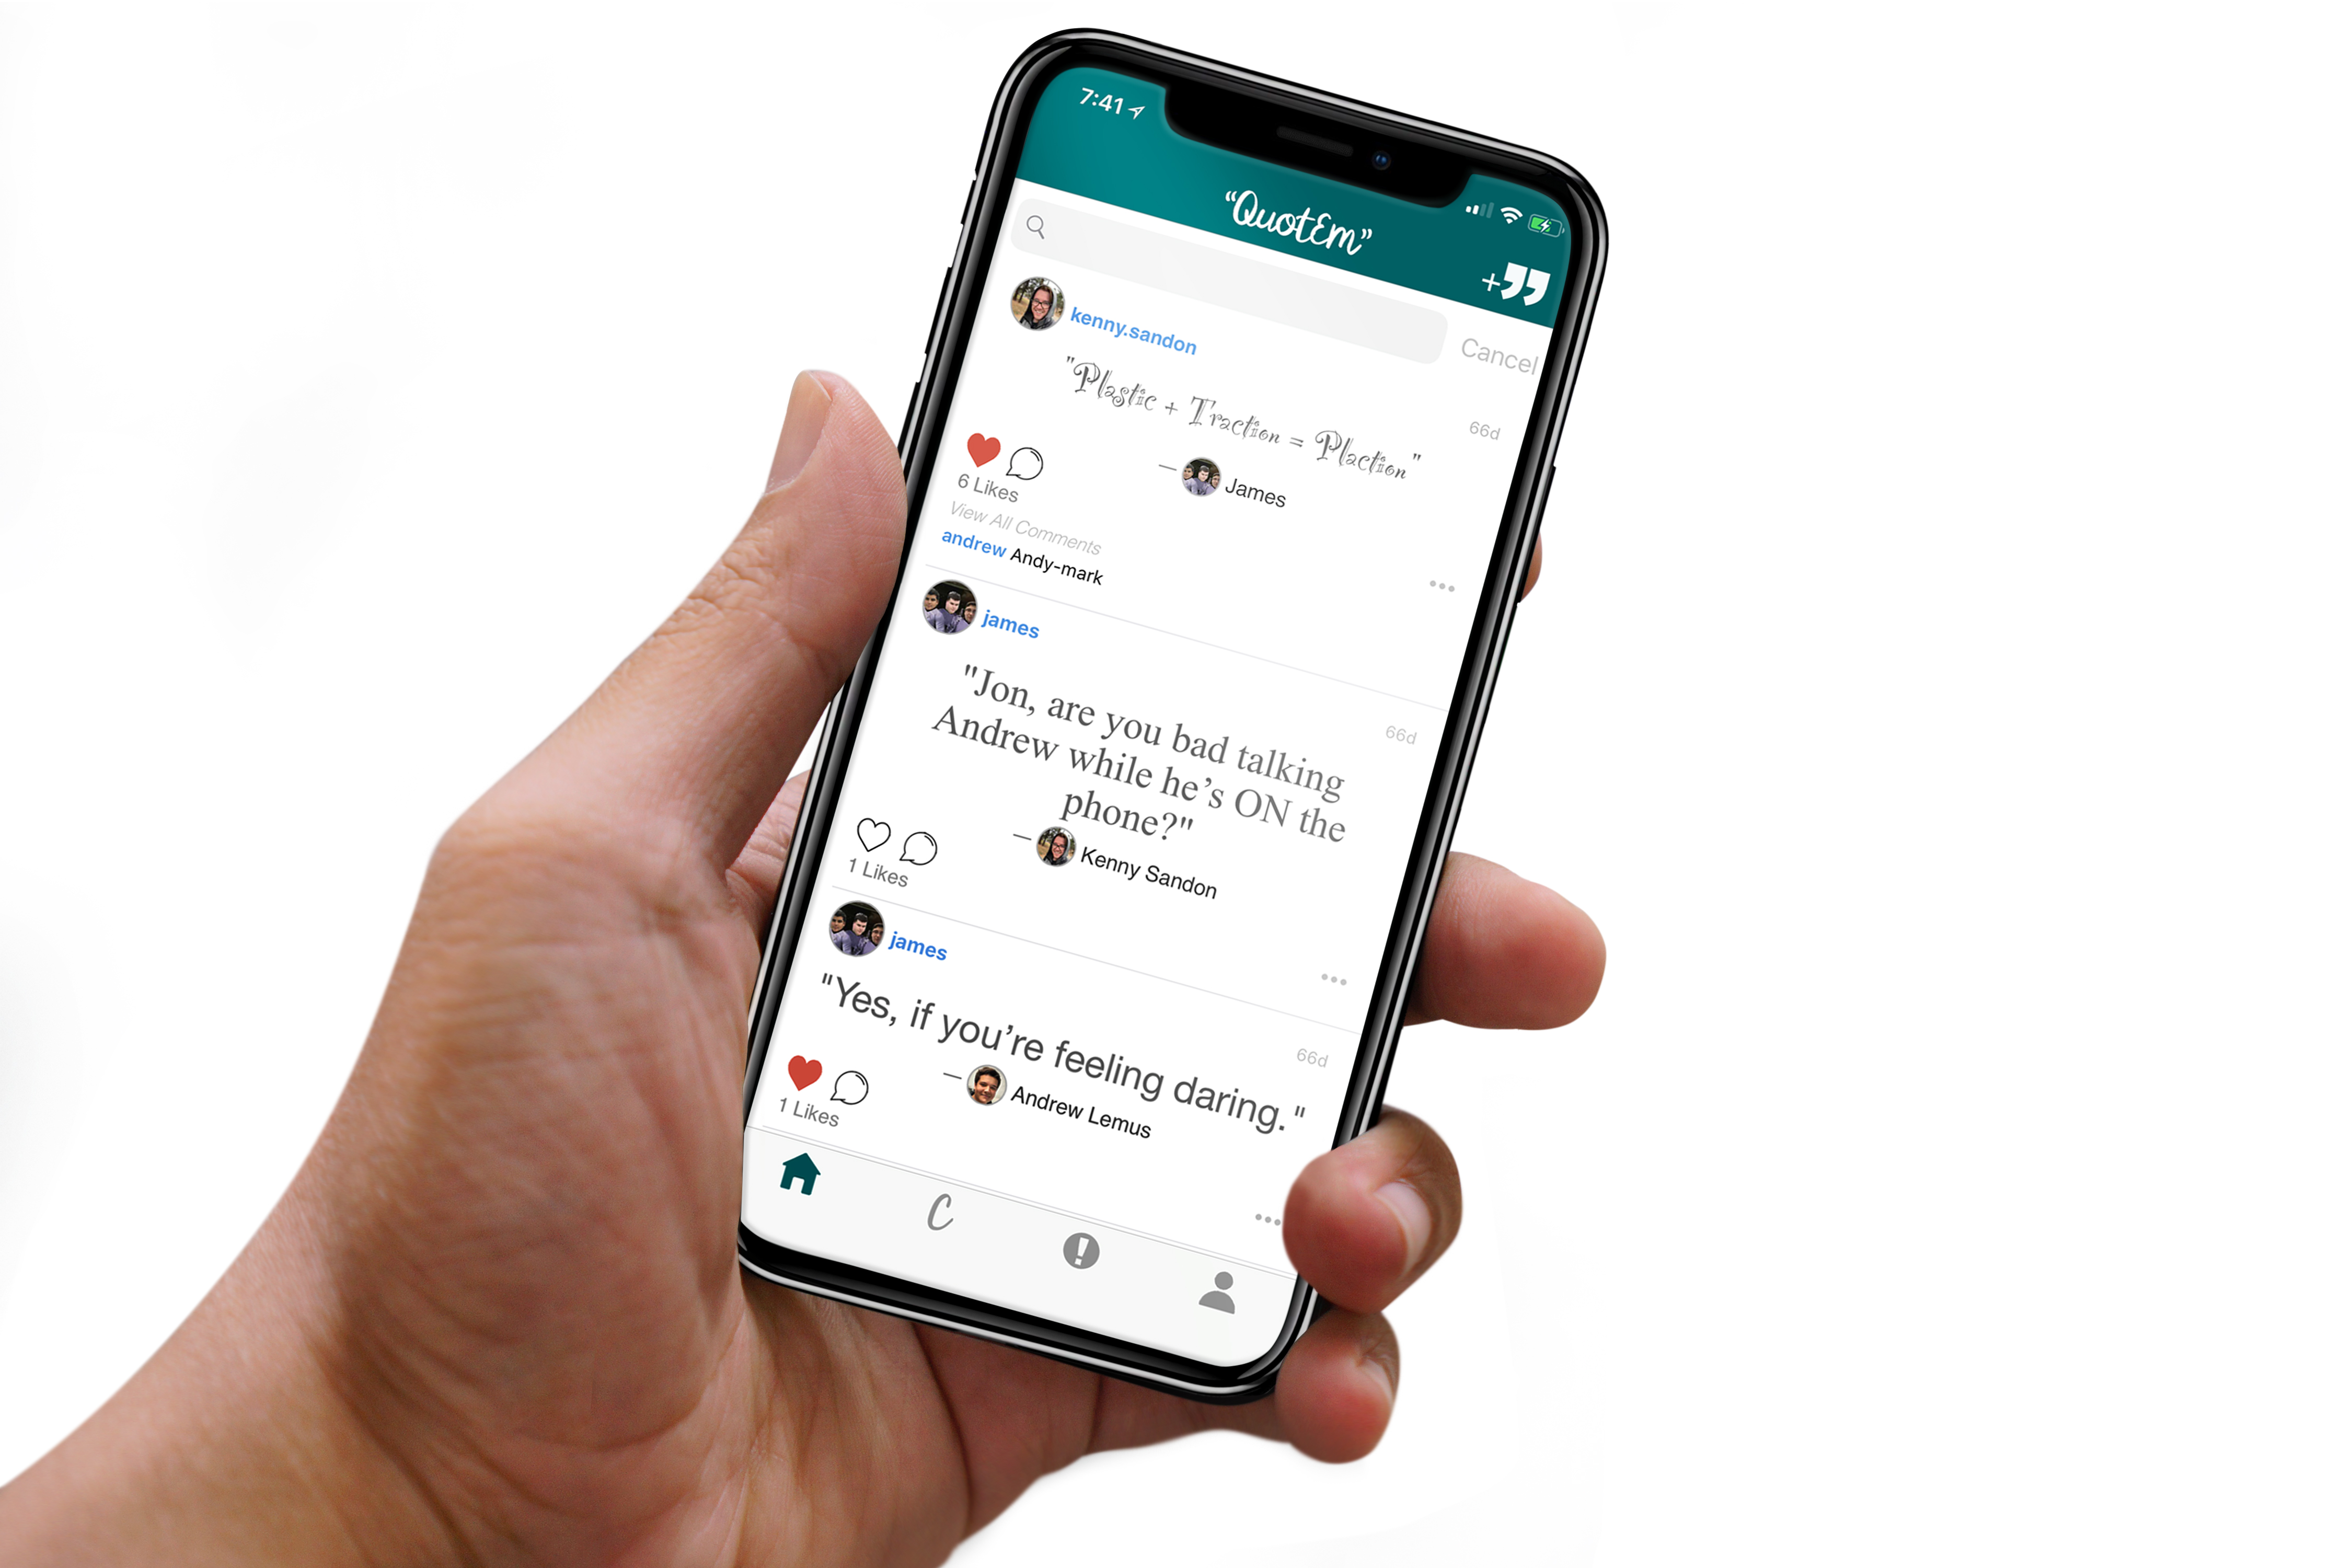 7:41
“QuotEm”
+”
Cancel
kenny.sandon
"Plastic + Traction = Plaction"
66d
— James
6 Likes
View All Comments
andrew Andy-mark
james
"Jon, are you bad talking
Andrew while he’s ON the
phone?"
66d
— Kenny Sandon
1 Likes
james
"Yes, if you’re feeling daring."
66d
— Andrew Lemus
1 Likes
C